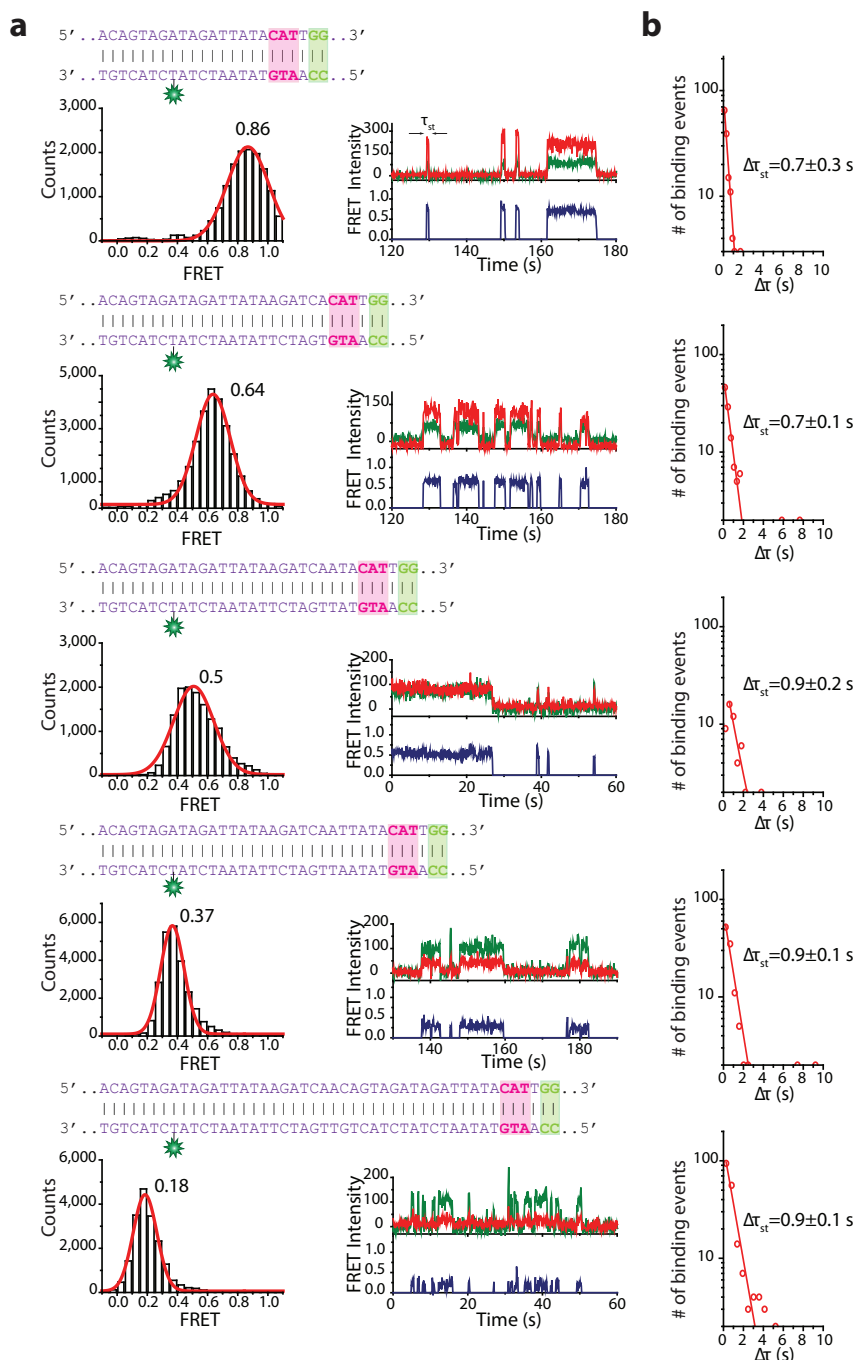 a
b
5’..ACAGTAGATAGATTATACATTGG..3’
3’..TGTCATCTATCTAATATGTAACC..5’
3,000
2,000
1,000
0
Counts
0.86
0.0 0.2 0.4 0.6 0.8 1.0
FRET
τst
300
150
0
Intensity
1.0
0.5
0.0
FRET
120 140 160 180
Time (s)
100
10
# of binding events
Δτst=0.7±0.3 s
0 2 4 6 8 10
Δτ (s)
5’..ACAGTAGATAGATTATAAGATCACATTGG..3’
3’..TGTCATCTATCTAATATTCTAGTGTAACC..5’
5,000
4,000
3,000
2,000
1,000
0
Counts
0.64
0.0 0.2 0.4 0.6 0.8 1.0
FRET
150
0
Intensity
1.0
0.5
0.0
FRET
120 140 160 180
Time (s)
100
10
# of binding events
Δτst=0.7±0.1 s
0 2 4 6 8 10
Δτ (s)
5’..ACAGTAGATAGATTATAAGATCAATACATTGG..3’
3’..TGTCATCTATCTAATATTCTAGTTATGTAACC..5’
3,000
2,000
1,000
0
Counts
0.5
0.0 0.2 0.4 0.6 0.8 1.0
FRET
200
100
0
Intensity
1.0
0.5
0.0
FRET
0 20 40 60
Time (s)
100
10
# of binding events
Δτst=0.9±0.2 s
0 2 4 6 8 10
Δτ (s)
5’..ACAGTAGATAGATTATAAGATCAATTATACATTGG..3’
3’..TGTCATCTATCTAATATTCTAGTTAATATGTAACC..5’
6,000
4,000
2,000
0
Counts
0.37
0.0 0.2 0.4 0.6 0.8 1.0
FRET
200
100
0
Intensity
1.0
0.5
0.0
FRET
140 160 180
Time (s)
100
10
# of binding events
Δτst=0.9±0.1 s
0 2 4 6 8 10
Δτ (s)
5’..ACAGTAGATAGATTATAAGATCAACAGTAGATAGATTATACATTGG..3’
3’..TGTCATCTATCTAATATTCTAGTTGTCATCTATCTAATATGTAACC..5’
6,000
4,000
2,000
0
Counts
0.18
0.0 0.2 0.4 0.6 0.8 1.0
FRET
200
100
0
Intensity
1.0
0.5
0.0
FRET
0 20 40 60
Time (s)
100
10
# of binding events
Δτst=0.9±0.1 s
0 2 4 6 8 10
Δτ (s)